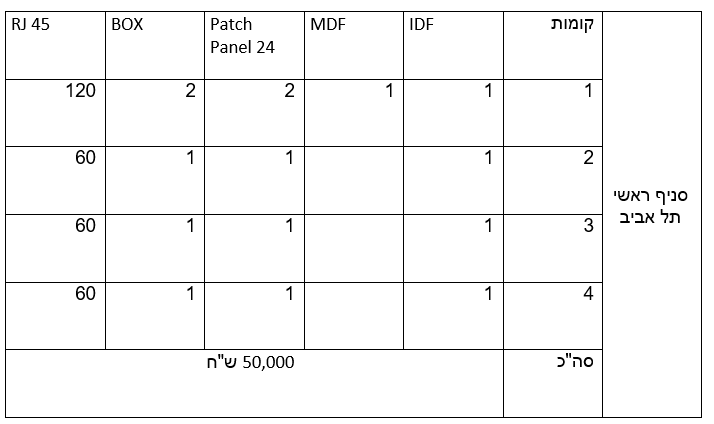 סניף ראשי
תל אביב
קומות IDF MDF Patch Panel 24 BOX RJ 45
1 1 1 2 2 120
2 1 1 1 60
3 1 1 1 60
4 1 1 1 60
סה"כ 50,000 ש"ח